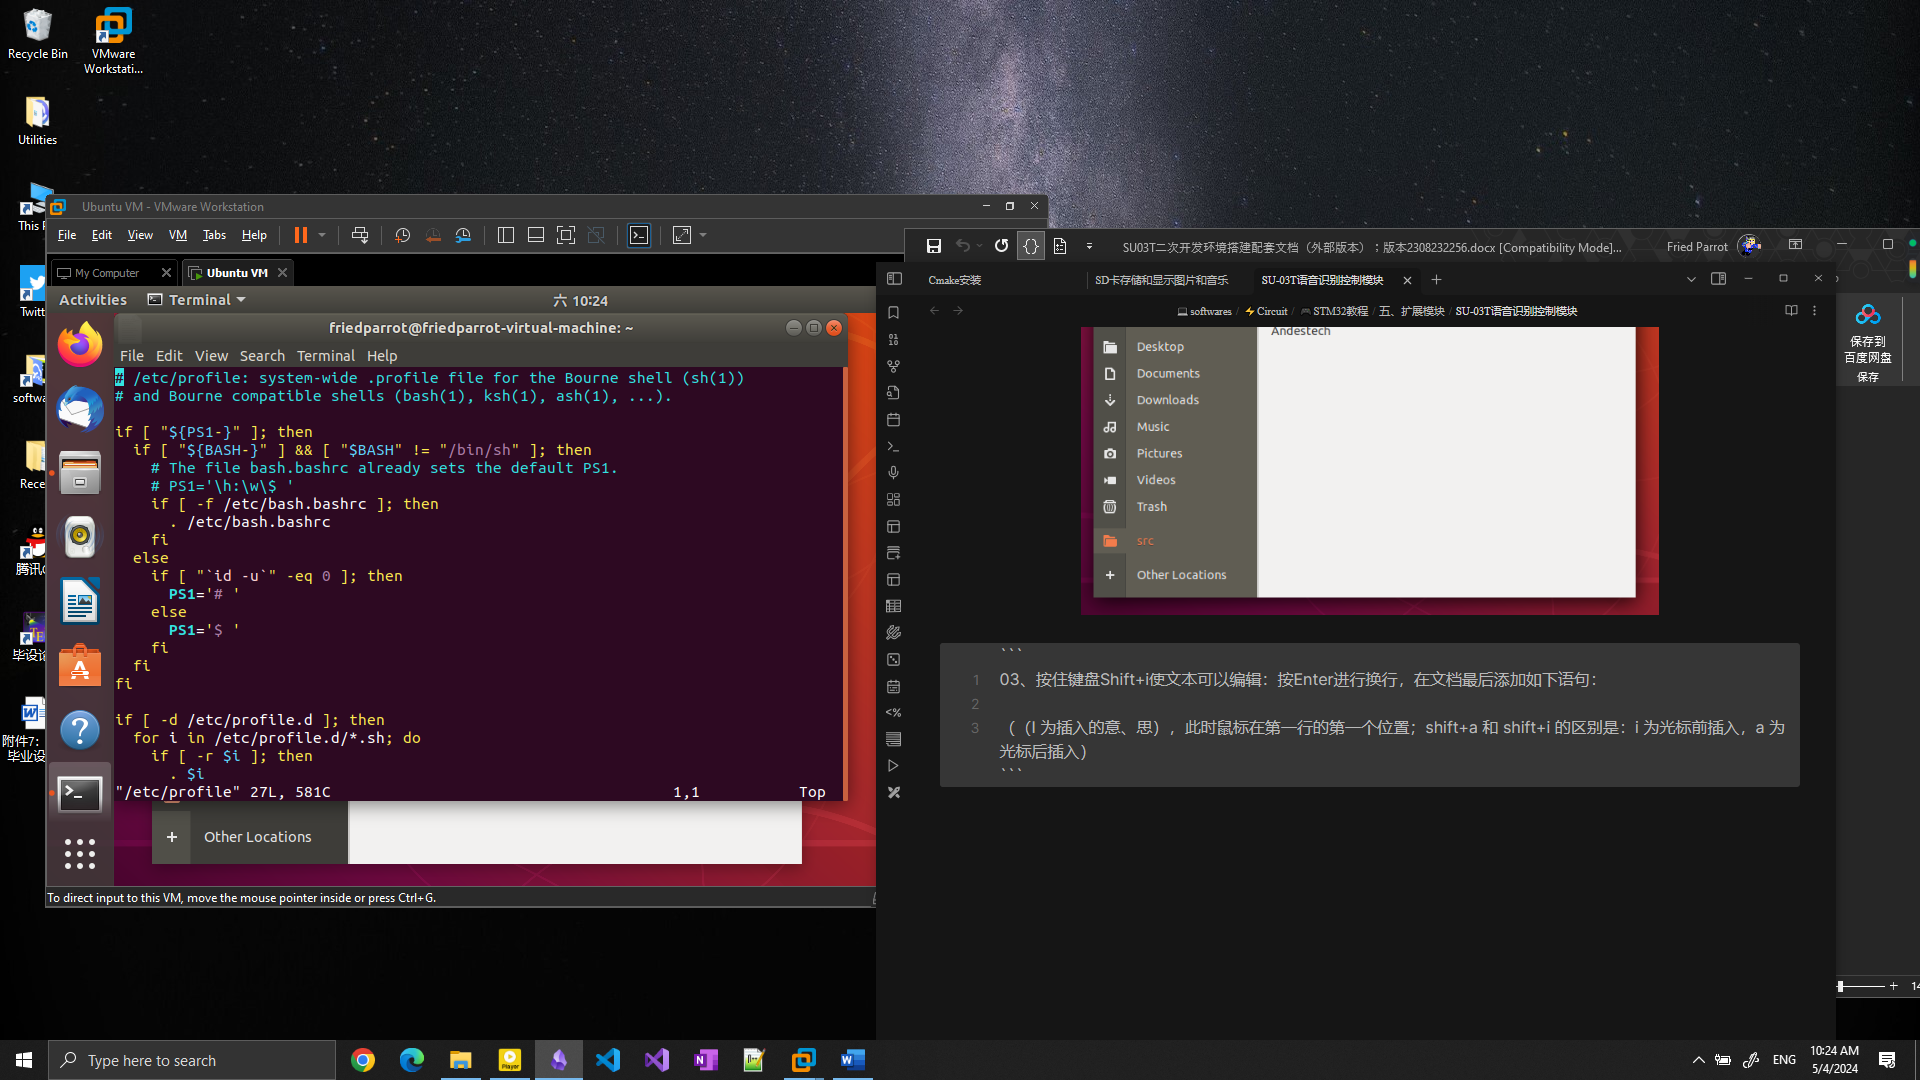 Recycle Bin
VMware
Workstati...
Utilities
This P
Twitt
softwa
Rece
腾讯Q
毕设论
附件7：
毕业设
Ubuntu VM - VMware Workstation
File Edit View VM Tabs Help
My Computer
Ubuntu VM
Activities
Terminal
六 10:24
friedparrot@friedparrot-virtual-machine: ~
File Edit View Search Terminal Help
# /etc/profile: system-wide .profile file for the Bourne shell (sh(1))
# and Bourne compatible shells (bash(1), ksh(1), ash(1), ...).
if [ "${PS1-}" ]; then
if [ "${BASH-}" ] && [ "$BASH" != "/bin/sh" ]; then
# The file bash.bashrc already sets the default PS1.
# PS1='\h:\w\$ '
if [ -f /etc/bash.bashrc ]; then
. /etc/bash.bashrc
fi
else
if [ "`id -u`" -eq 0 ]; then
PS1='# '
else
PS1='$ '
fi
fi
fi
if [ -d /etc/profile.d ]; then
for i in /etc/profile.d/*.sh; do
if [ -r $i ]; then
. $i
"/etc/profile" 27L, 581C 1,1 Top
Other Locations
To direct input to this VM, move the mouse pointer inside or press Ctrl+G.
SU03T二次开发环境搭建配套文档（外部版本）；版本2308232256.docx [Compatibility Mode]...
Fried Parrot
Cmake安装
SD卡存储和显示图片和音乐
SU-03T语音识别控制模块
softwares / Circuit / STM32教程 / 五、扩展模块 / SU-03T语音识别控制模块
保存到
百度网盘
保存
Andestech
Desktop
Documents
Downloads
Music
Pictures
Videos
Trash
src
Other Locations
```
1 03、按住键盘Shift+i使文本可以编辑：按Enter进行换行，在文档最后添加如下语句：
2
3 （（I 为插入的意、思），此时鼠标在第一行的第一个位置；shift+a 和 shift+i 的区别是：i 为光标前插入，a 为
光标后插入）
```
14
Type here to search
ENG
10:24 AM
5/4/2024